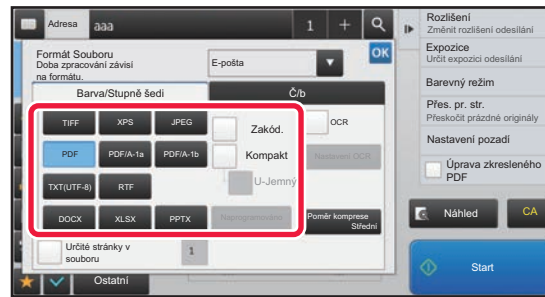 Adresa aaa 1 +
Formát Souboru
Doba zpracování závisí
na formátu.
E-pošta
OK
Barva/Stupně šedi
Č/b
TIFF XPS JPEG
Zakód.
OCR
PDF PDF/A-1a PDF/A-1b
Kompakt
Nastavení OCR
TXT(UTF-8) RTF
U-Jemný
DOCX XLSX PPTX
Poměr komprese
Střední
Určité stránky v
souboru
1
Ostatní
Rozlišení
Změnit rozlišení odesílání
Expozice
Určit expozici odesílání
Barevný režim
Přes. pr. str.
Přeskočit prázdné originály
Nastavení pozadí
Úprava zkresleného
PDF
Náhled
CA
Start